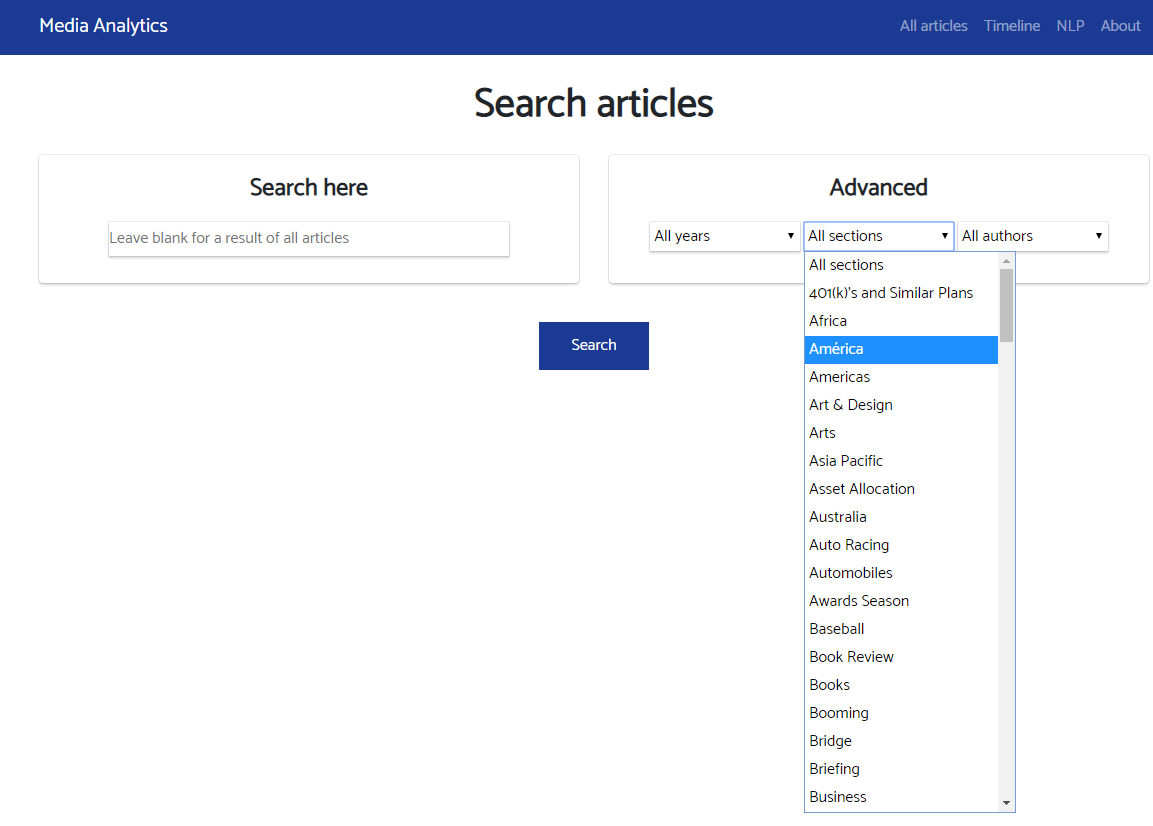 Media Analytics
All articles Timeline NLP About
Search articles
Search here
Leave blank for a result of all articles
Advanced
All years All sections All authors
All sections
401(k)'s and Similar Plans
Africa
América
Americas
Art & Design
Arts
Asia Pacific
Asset Allocation
Australia
Auto Racing
Automobiles
Awards Season
Baseball
Book Review
Books
Booming
Bridge
Briefing
Business
Search